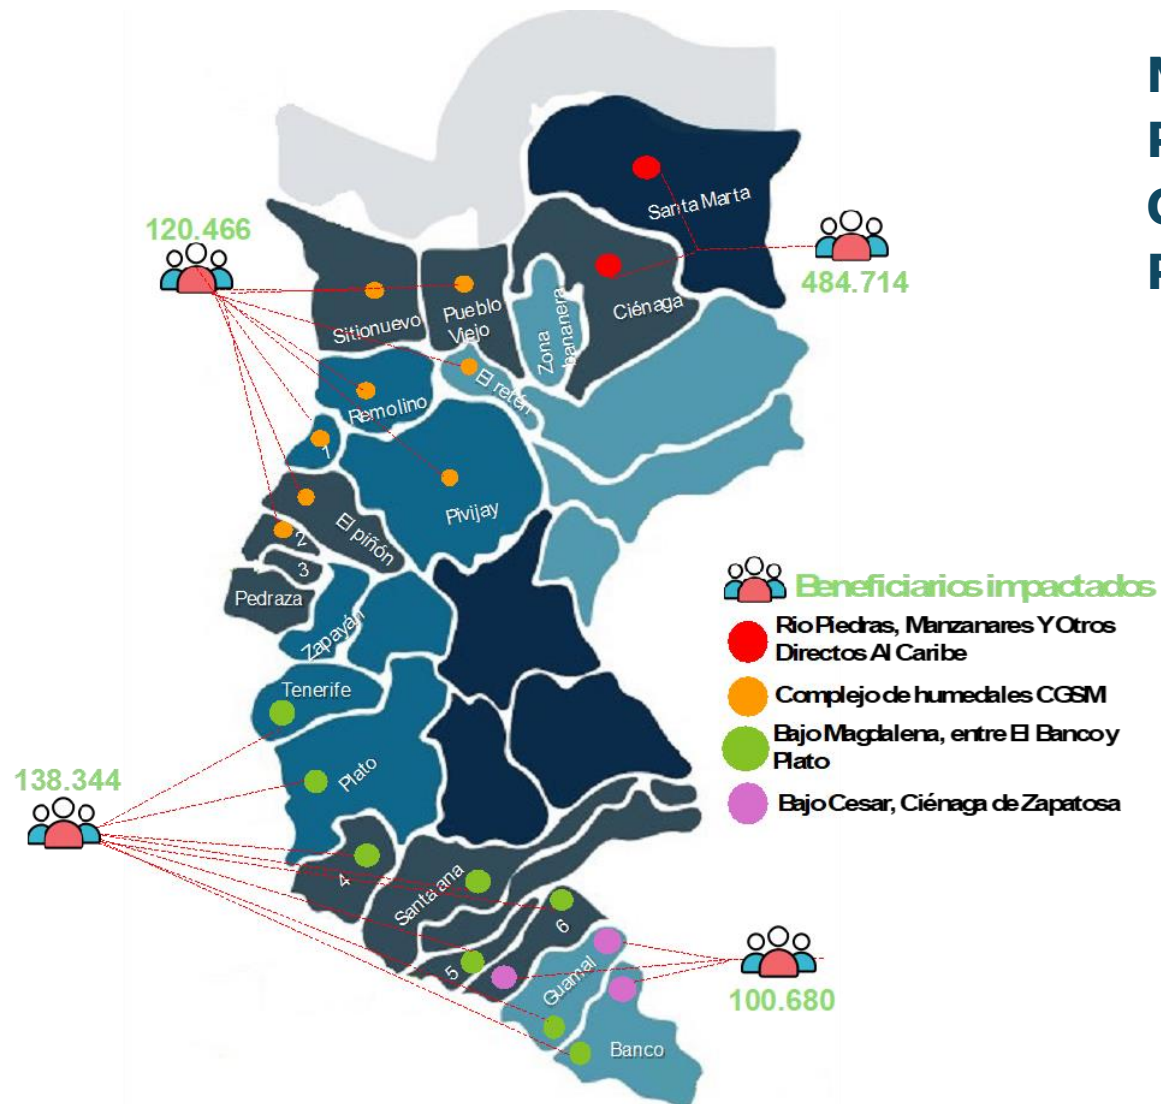 N
P
C
P
Santa Marta
120.466
484.714
Sitionuevo
Pueblo
Viejo
Zona
bananera
Ciénaga
El retén
Remolino
1
Pivijay
El piñón
2
3
Pedraza
Zapayán
Tenerife
Plato
138.344
4
Santa ana
5
6
Guamal
Banco
100.680
Beneficiarios impactados
Rio Piedras, Manzanares Y Otros
Directos Al Caribe
Complejo de humedales CGSM
Bajo Magdalena, entre El Banco y
Plato
Bajo Cesar, Ciénaga de Zapatosa